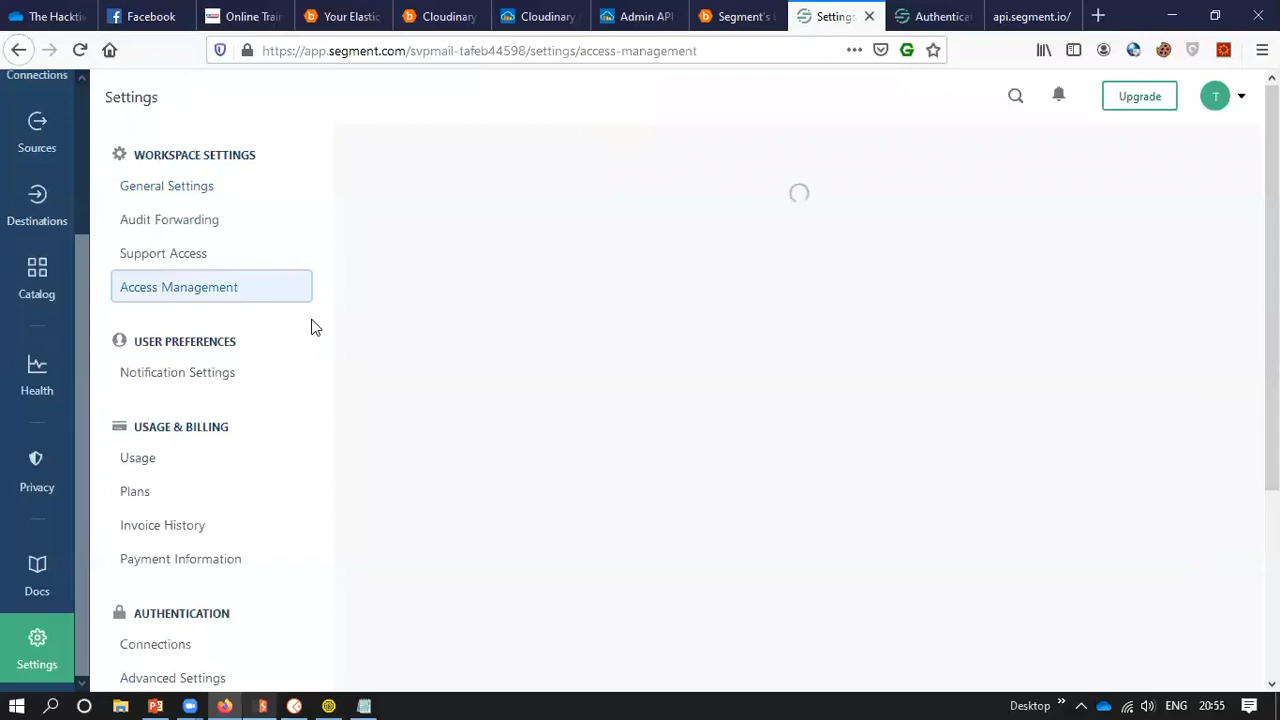 The Hackti
Facebook
Online Train
Your Elastic
Cloudinary
Cloudinary
Admin API
Segment's
Settings
Authenticat
api.segment.io/
https://app.segment.com/svpmail-tafeb44598/settings/access-management
Connections
Sources
Destinations
Catalog
Health
Privacy
Docs
Settings
Settings
Upgrade
T
WORKSPACE SETTINGS
General Settings
Audit Forwarding
Support Access
Access Management
USER PREFERENCES
Notification Settings
USAGE & BILLING
Usage
Plans
Invoice History
Payment Information
AUTHENTICATION
Connections
Advanced Settings
Desktop
ENG
20:55